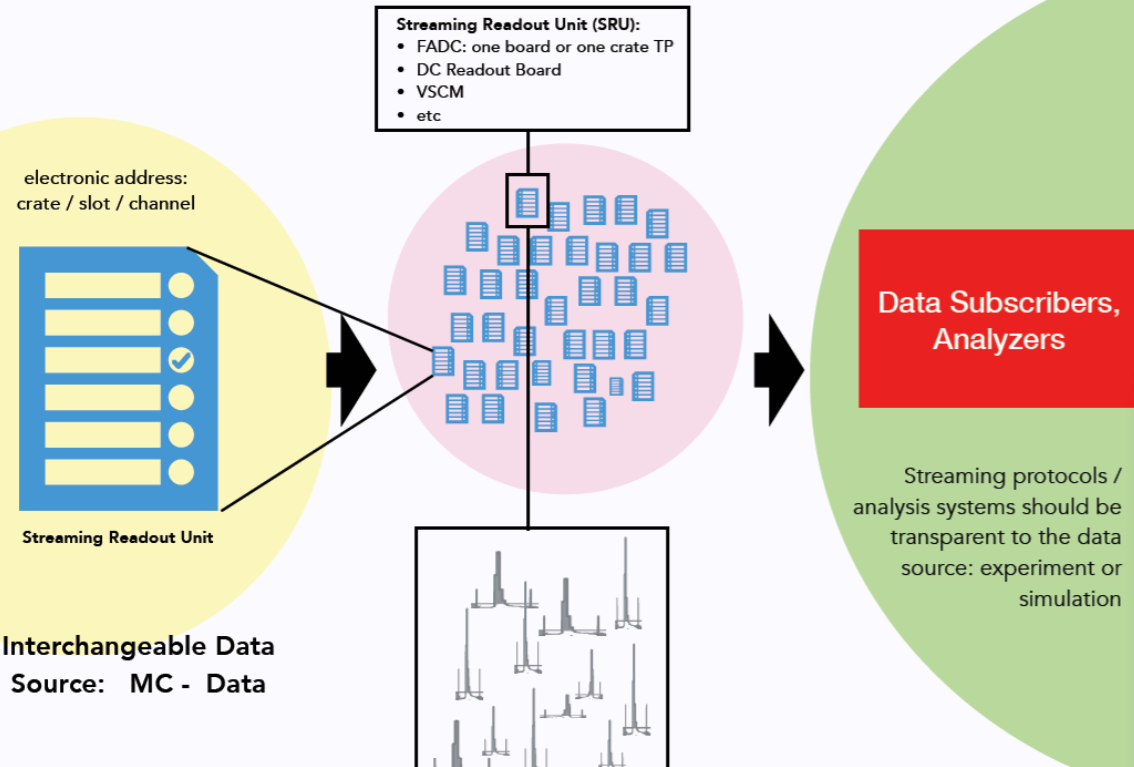 Streaming Readout Unit (SRU):
• FADC: one board or one crate TP
• DC Readout Board
• VSCM
• etc
electronic address:
crate / slot / channel
Streaming Readout Unit
Interchangeable Data
Source: MC - Data
Data Subscribers,
Analyzers
Streaming protocols /
analysis systems should be
transparent to the data
source: experiment or
simulation